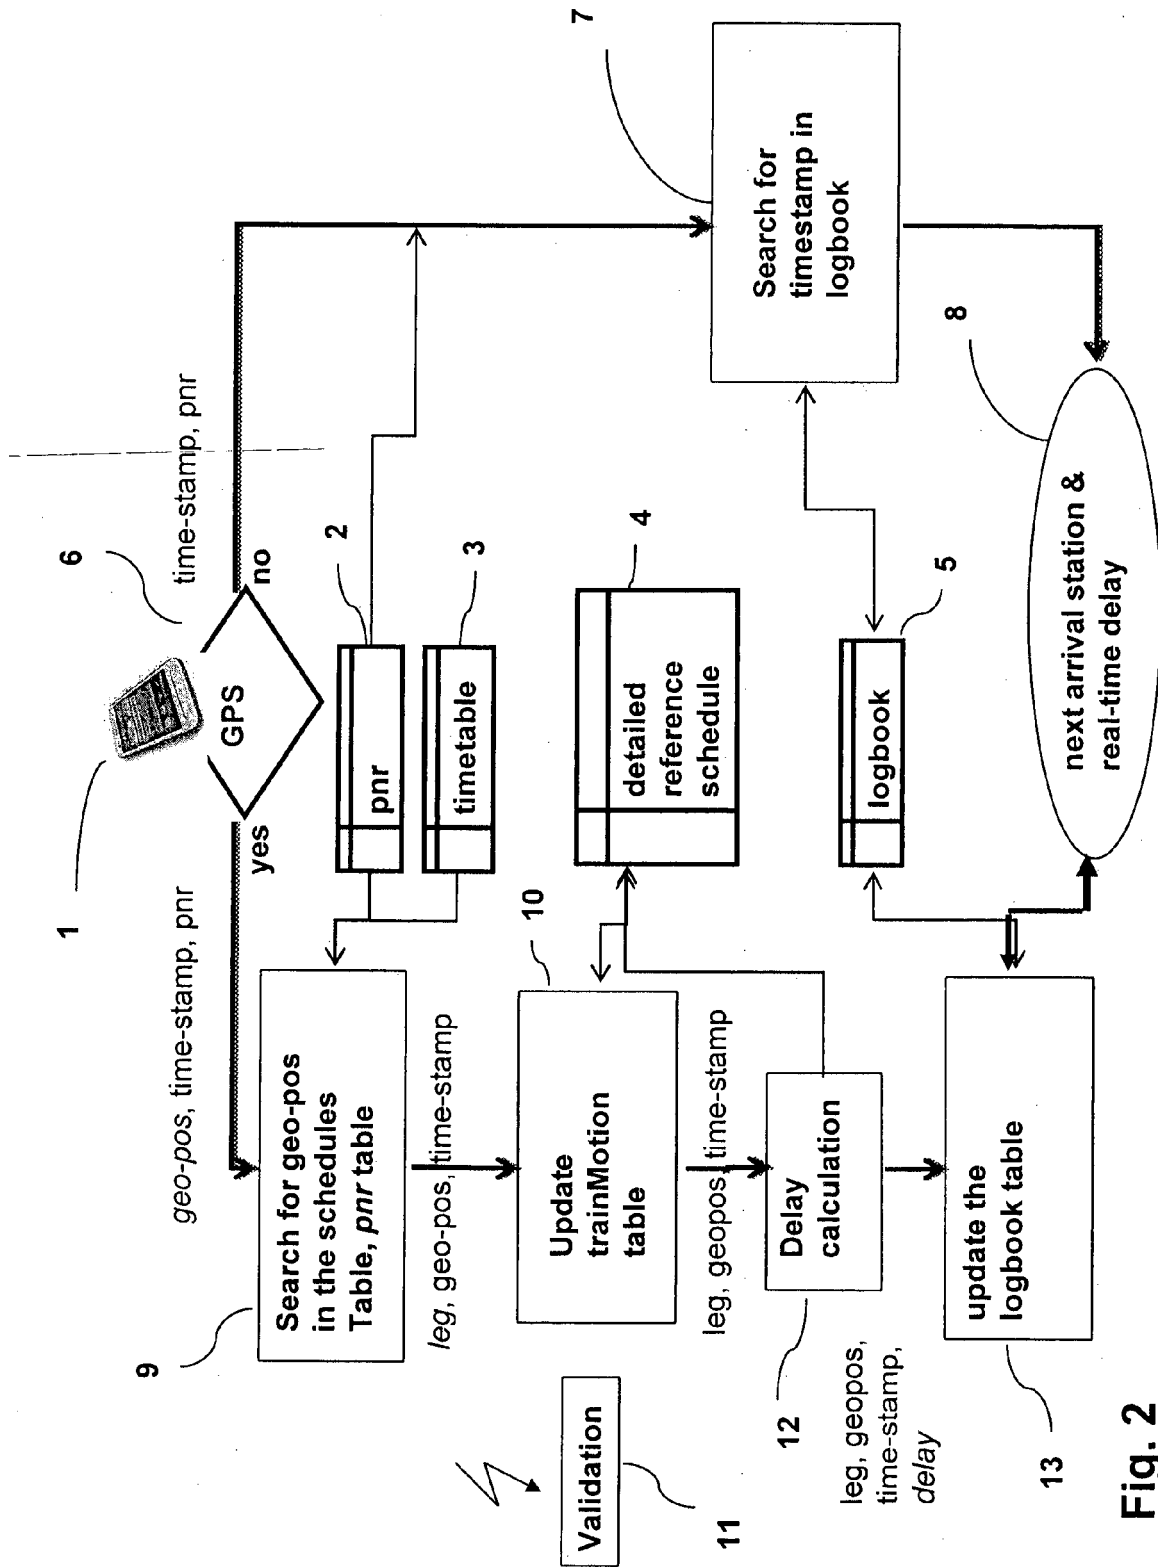 1
6
geo-pos, time-stamp, pnr
time-stamp, pnr
GPS
yes
no
9
Search for geo-pos
in the schedules
Table, pnr table
pnr
2
timetable
3
leg, geo-pos, time-stamp
10
Validation
11
Update
trainMotion
table
detailed
reference
schedule
4
7
Search for
timestamp in
logbook
leg, geopos, time-stamp
12
Delay
calculation
leg, geopos,
time-stamp,
delay
logbook
5
8
13
update the
logbook table
next arrival station &
real-time delay
Fig. 2